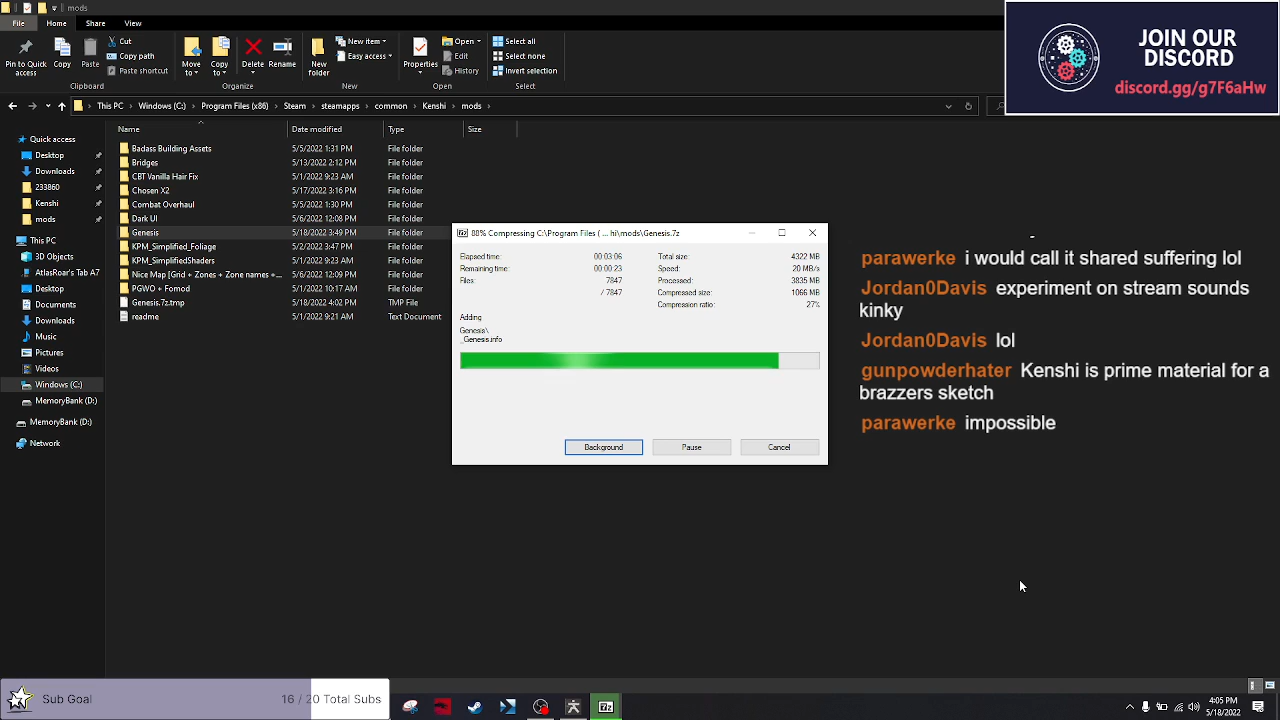 mods
File
Home
Share
View
Pin to Quick access
Copy
Paste
Cut
Copy path
Paste shortcut
Move to
Copy to
Delete
Rename
New folder
New item
Easy access
Properties
Open
Edit
History
Select all
Select none
Invert selection
Clipboard
Organize
New
Open
Select
This PC > Windows (C:) > Program Files (x86) > Steam > steamapps > common > Kenshi > mods >
JOIN OUR
DISCORD
discord.gg/g7F6aHw
Quick access
Desktop
Downloads
233860
Kenshi
mods
This PC
3D Objects
AtlasRoars Tab A7
Desktop
Documents
Downloads
Music
Pictures
Videos
Windows (C:)
MemoryBank (D:)
MemoryBank (D:)
Network
Name Date modified Type Size
Badass Building Assets 5/5/2022 1:31 PM File folder
Bridges 5/13/2022 2:12 PM File folder
CBT Vanilla Hair Fix 5/1/2022 9:23 AM File folder
Chosen X2 5/17/2022 3:16 PM File folder
Combat Overhaul 5/5/2022 1:30 PM File folder
Dark UI 5/6/2022 12:08 PM File folder
Genesis 5/18/2022 3:49 PM File folder
KPM_Simplified_Foliage 5/2/2022 3:47 PM File folder
KPM_SimplifiedShaders 5/1/2022 9:23 AM File folder
Nice Map [Grid + Zones + Zone names +... 5/6/2022 12:09 PM File folder
PGWO + Fomod 5/1/2022 10:17 AM File folder
Genesis.7z.tmp 5/18/2022 4:02 PM TMP File
readme 5/1/2022 9:21 AM Text Document
88% Compressing C:\Program Files ( ... hi\mods\Genesis.7z
Elapsed time: 00:03:06
Remaining time: 00:00:23
Files: 7847
/ 7847
Total size: 4322 MB
Speed: 20 MB/s
Processed: 3835 MB
Compressed size: 1066 MB
Compression ratio: 27%
Adding
Genesis\
_Genesis.info
Background
Pause
Cancel
parawerke i would call it shared suffering lol
Jordan0Davis experiment on stream sounds
kinky
Jordan0Davis lol
gunpowderhater Kenshi is prime material for a
brazzers sketch
parawerke impossible
Sub Goal 16 / 20 Total Subs
7z
4:05 PM
5/18/2022